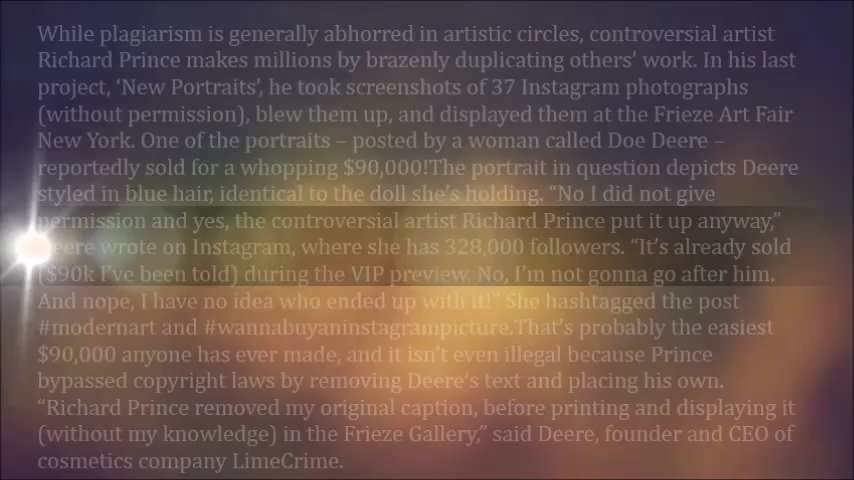 While plagiarism is generally abhorred in artistic circles, controversial artist
Richard Prince makes millions by brazenly duplicating others’ work. In his last
project, ‘New Portraits’, he took screenshots of 37 Instagram photographs
(without permission), blew them up, and displayed them at the Frieze Art Fair
New York. One of the portraits – posted by a woman called Doe Deere –
reportedly sold for a whopping $90,000!The portrait in question depicts Deere
styled in blue hair, identical to the doll she’s holding. “No I did not give
permission and yes, the controversial artist Richard Prince put it up anyway,”
Deere wrote on Instagram, where she has 328,000 followers. “It’s already sold
($90k I’ve been told) during the VIP preview. No, I’m not gonna go after him.
And nope, I have no idea who ended up with it!” She hashtagged the post
#modernart and #wannabuyaninstagrampicture.That’s probably the easiest
$90,000 anyone has ever made, and it isn’t even illegal because Prince
bypassed copyright laws by removing Deere’s text and placing his own.
“Richard Prince removed my original caption, before printing and displaying it
(without my knowledge) in the Frieze Gallery,” said Deere, founder and CEO of
cosmetics company LimeCrime.